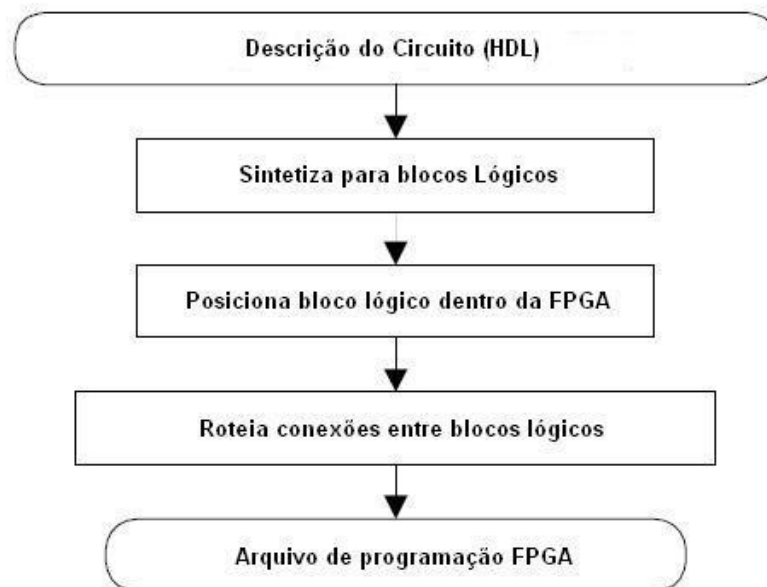 Descrição do Circuito (HDL)
Sintetiza para blocos Lógicos
Posiciona bloco lógico dentro da FPGA
Roteia conexões entre blocos lógicos
Arquivo de programação FPGA